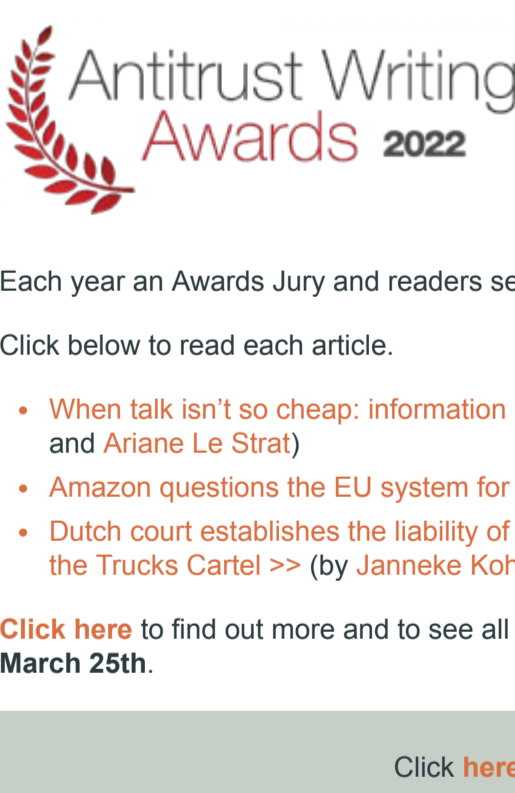 Antitrust Writing
Awards 2022
Each year an Awards Jury and readers se
Click below to read each article.
• When talk isn’t so cheap: information
and Ariane Le Strat)
• Amazon questions the EU system for
• Dutch court establishes the liability of
the Trucks Cartel >> (by Janneke Koh
Click here to find out more and to see all
March 25th.
Click here